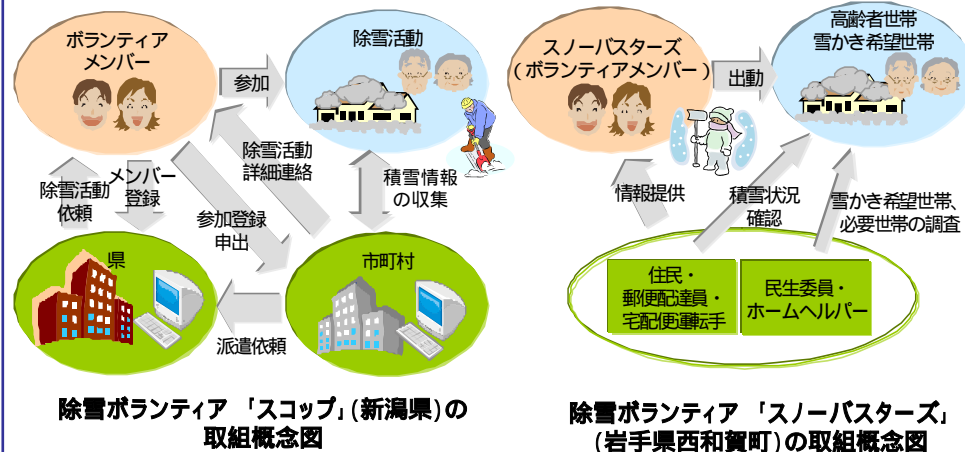 ボランティア
メンバー
参加
除雪活動
除雪活動
依頼
メンバー
登録
参加登録
申出
除雪活動
詳細連絡
積雪情報
の収集
県
市町村
派遣依頼
除雪ボランティア 「スコップ」(新潟県)の
取組概念図
スノーバスターズ
(ボランティアメンバー)
出動
高齢者世帯
雪かき希望世帯
情報提供
積雪状況
確認
雪かき希望世帯、
必要世帯の調査
住民・
郵便配達員・
宅配便運転手
民生委員・
ホームヘルパー
除雪ボランティア 「スノーバスターズ」
(岩手県西和賀町)の取組概念図